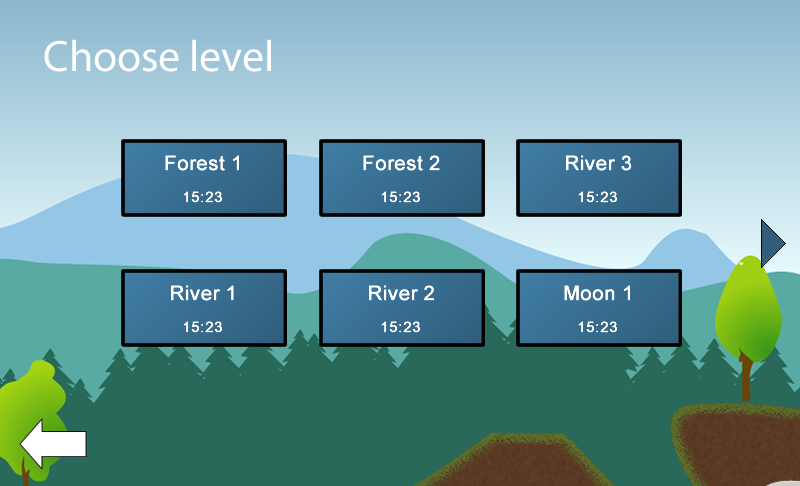 Choose level
Forest 1
15:23
Forest 2
15:23
River 3
15:23
River 1
15:23
River 2
15:23
Moon 1
15:23